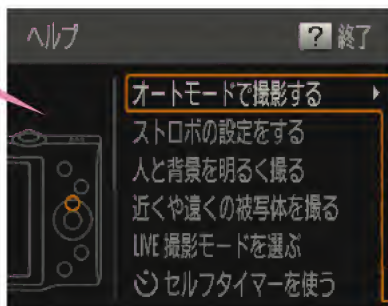 ヘルプ
? 終了
オートモードで撮影する
ストロボの設定をする
人と背景を明るく撮る
近くや遠くの被写体を撮る
LIVE 撮影モードを選ぶ
セルフタイマーを使う